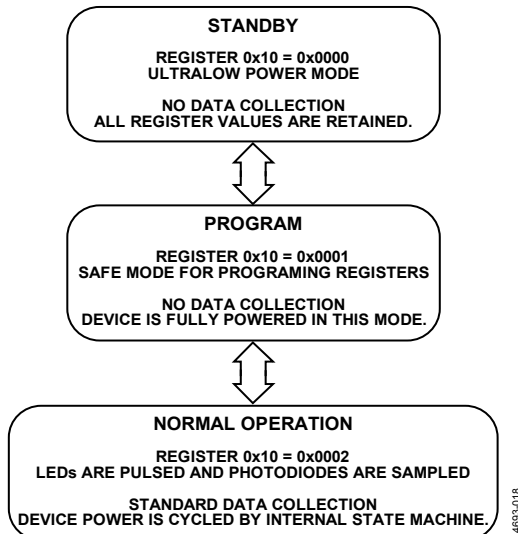 STANDBY
REGISTER 0x10 = 0x0000
ULTRALOW POWER MODE
NO DATA COLLECTION
ALL REGISTER VALUES ARE RETAINED.
PROGRAM
REGISTER 0x10 = 0x0001
SAFE MODE FOR PROGRAMING REGISTERS
NO DATA COLLECTION
DEVICE IS FULLY POWERED IN THIS MODE.
NORMAL OPERATION
REGISTER 0x10 = 0x0002
LEDs ARE PULSED AND PHOTODIODES ARE SAMPLED
STANDARD DATA COLLECTION
DEVICE POWER IS CYCLED BY INTERNAL STATE MACHINE.
4693-018